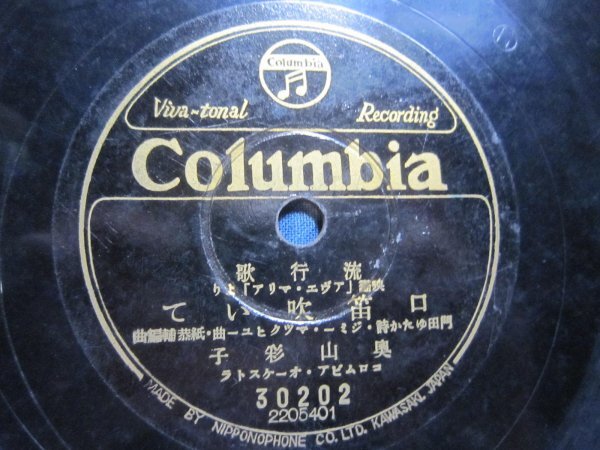 Columbia
Viva-tonal Recording
Columbia
流行歌
映畫「アヴエ・マリア」より
口笛吹いて
門田ゆたか詩・ジミー・マツクヒユー曲・紙恭輔編曲
奥山彩子
コロムビア・オーケストラ
30202
2205401
MADE BY NIPPONOPHONE CO., LTD. KAWASAKI, JAPAN